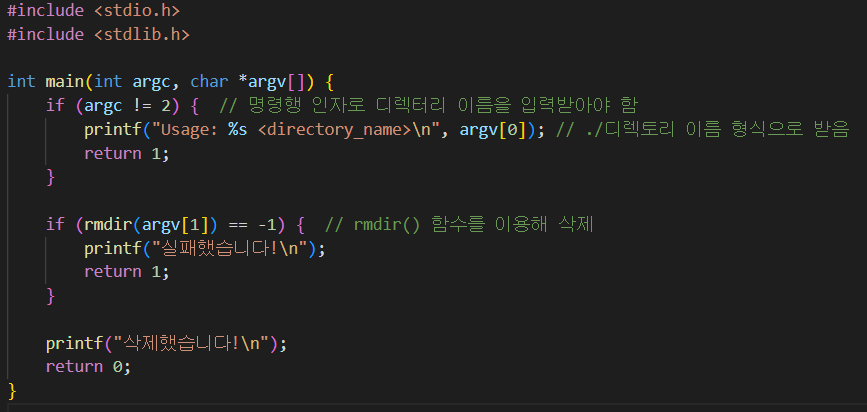 #include <stdio.h>
#include <stdlib.h>
int main(int argc, char *argv[]) {
if (argc != 2) {  // 명령행 인자로 디렉터리 이름을 입력받아야 함
printf("Usage: %s <directory_name>\n", argv[0]); // ./디렉토리 이름 형식으로 받음
return 1;
}
if (rmdir(argv[1]) == -1) {  // rmdir() 함수를 이용해 삭제
printf("실패했습니다!\n");
return 1;
}
printf("삭제했습니다!\n");
return 0;
}